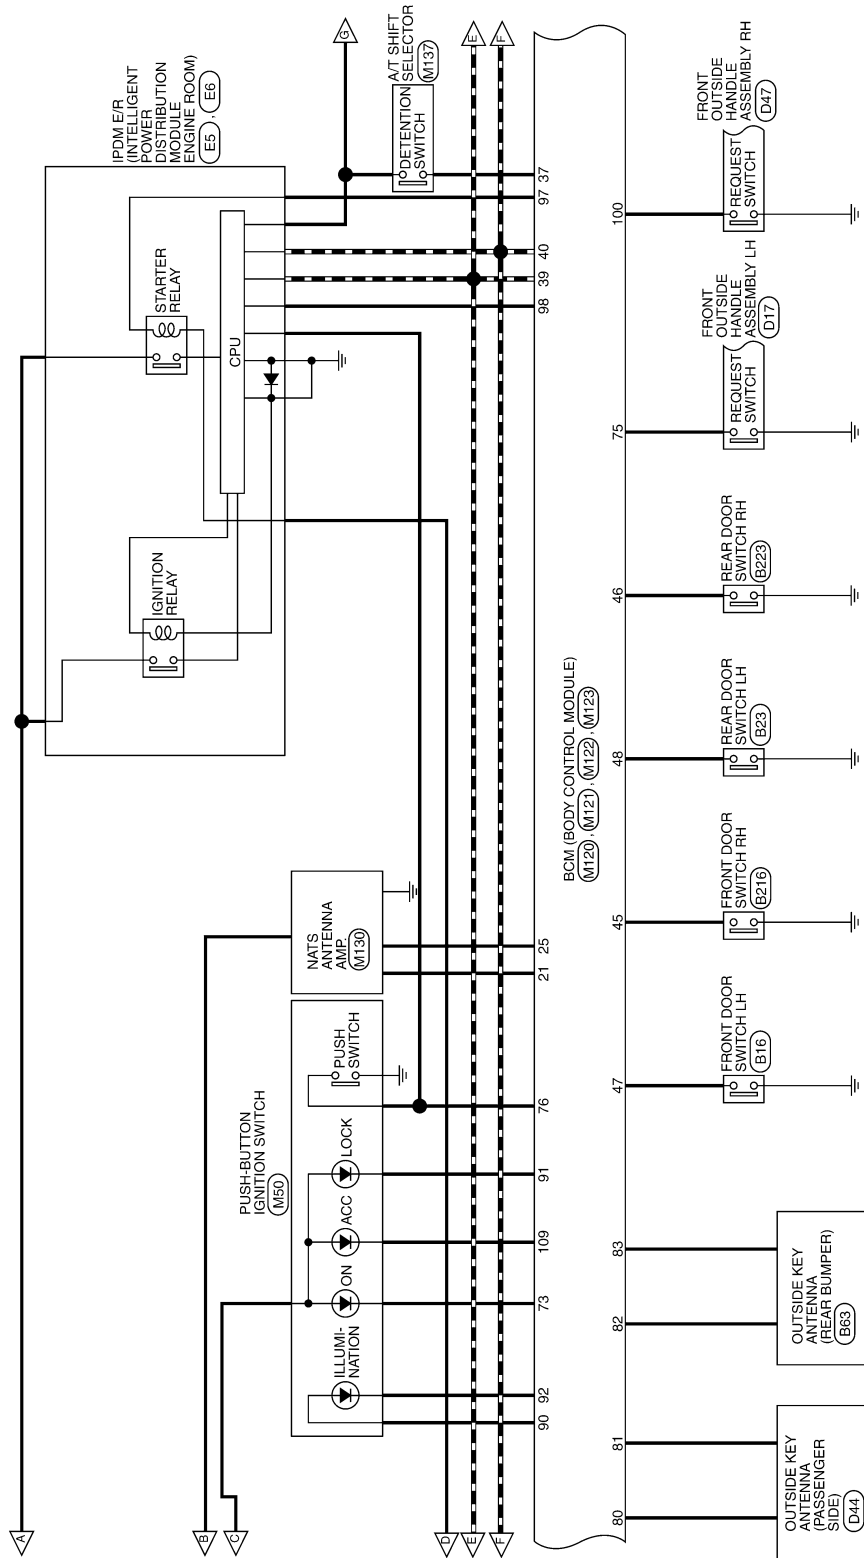 A
B
C
D
E
F
G
E
F
IPDM E/R
(INTELLIGENT
POWER
DISTRIBUTION
MODULE
ENGINE ROOM)
E5 , E6
STARTER
RELAY
IGNITION
RELAY
CPU
A/T SHIFT
SELECTOR
M137
DETENTION
SWITCH
NATS
ANTENNA
AMP.
M130
PUSH-BUTTON
IGNITION SWITCH
M50
ILLUMI-
NATION
ON
ACC
LOCK
PUSH
SWITCH
90
92
73
109
91
76
21
25
98
39
40
97
37
BCM (BODY CONTROL MODULE)
M120 , M121 , M122 , M123
80
81
82
83
47
45
48
46
75
100
OUTSIDE KEY
ANTENNA
(PASSENGER
SIDE)
D44
OUTSIDE KEY
ANTENNA
(REAR BUMPER)
B63
FRONT DOOR
SWITCH LH
B16
FRONT DOOR
SWITCH RH
B216
REAR DOOR
SWITCH LH
B23
REAR DOOR
SWITCH RH
B223
FRONT
OUTSIDE
HANDLE
ASSEMBLY LH
D17
REQUEST
SWITCH
FRONT
OUTSIDE
HANDLE
ASSEMBLY RH
D47
REQUEST
SWITCH